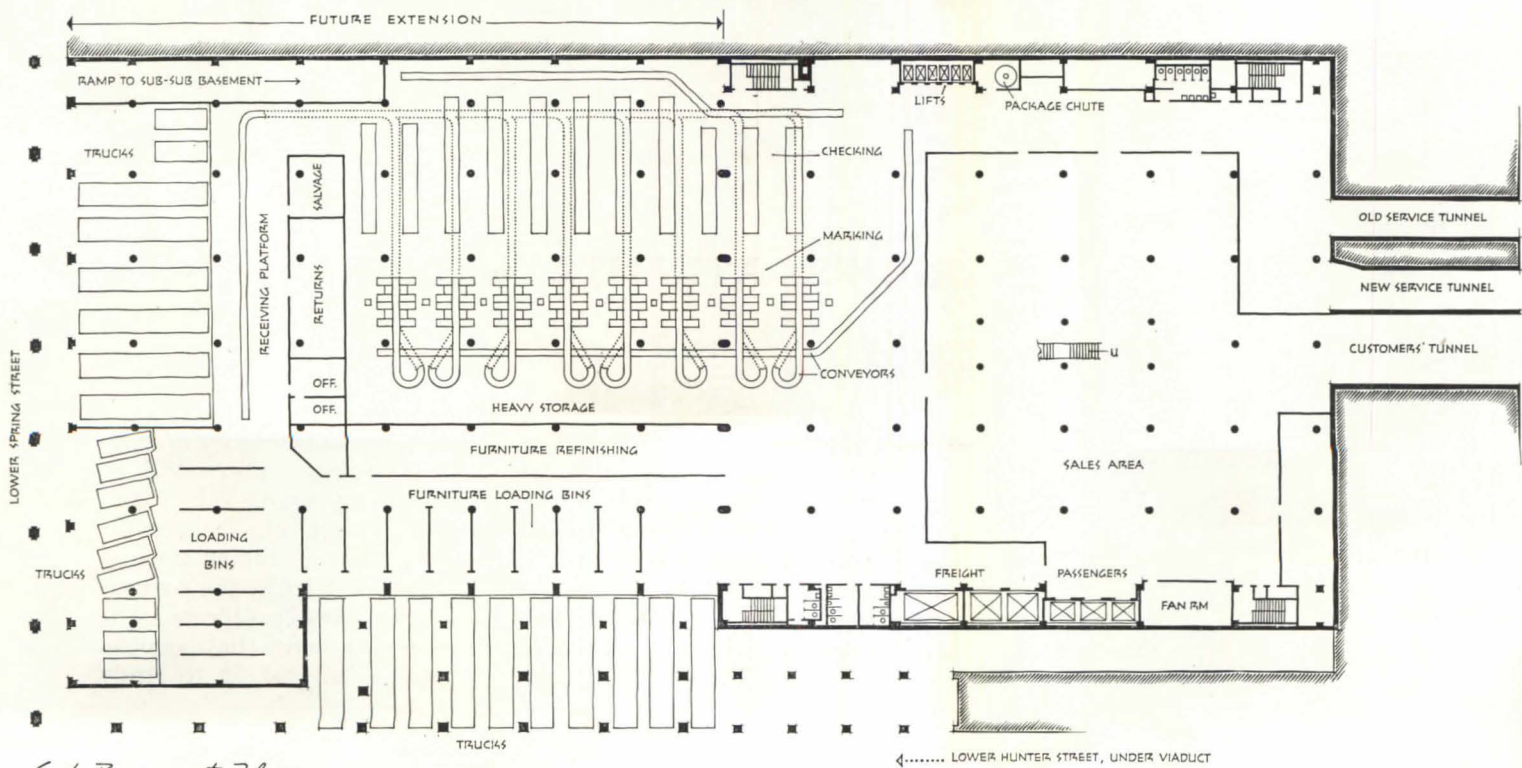 FUTURE EXTENSION
RAMP TO SUB-SUB BASEMENT
LIFTS
PACKAGE CHUTE
TRUCKS
CHECKING
SALVAGE
RECEIVING PLATFORM
OLD SERVICE TUNNEL
MARKING
RETURNS
NEW SERVICE TUNNEL
LOWER SPRING STREET
CUSTOMERS' TUNNEL
u
CONVEYORS
OFF.
OFF.
HEAVY STORAGE
FURNITURE REFINISHING
SALES AREA
FURNITURE LOADING BINS
LOADING
BINS
TRUCKS
FREIGHT
PASSENGERS
FAN RM
TRUCKS
LOWER HUNTER STREET, UNDER VIADUCT